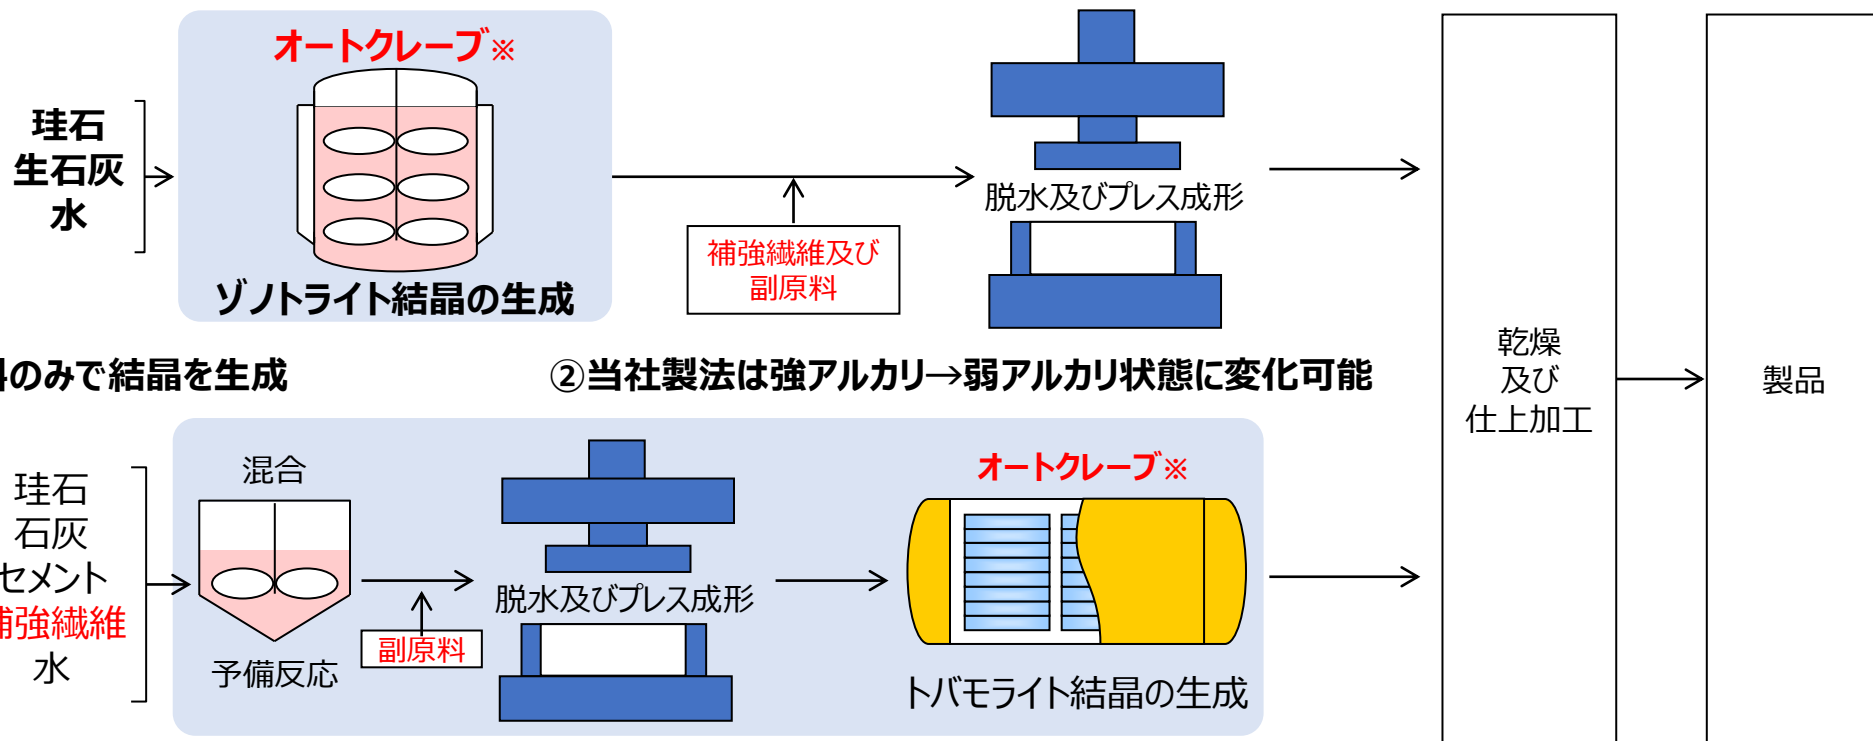 オートクレーブ※
珪石
生石灰
水
ゾノトライト結晶の生成
補強繊維及び
副原料
脱水及びプレス成形
のみで結晶を生成
②当社製法は強アルカリ→弱アルカリ状態に変化可能
乾燥
及び
仕上加工
製品
珪石
石灰
セメント
補強繊維
水
混合
予備反応
副原料
脱水及びプレス成形
オートクレーブ※
トバモライト結晶の生成